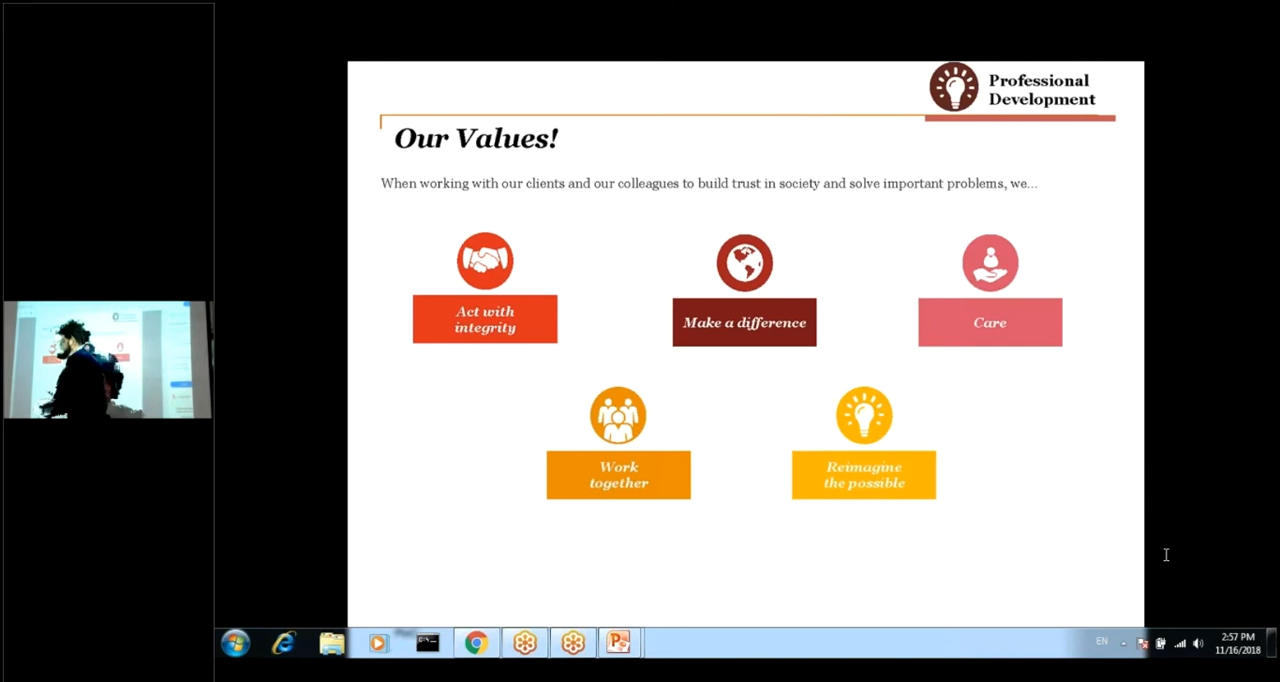 Professional
Development
Our Values!
When working with our clients and our colleagues to build trust in society and solve important problems, we...
Act with
integrity
Make a difference
Care
Work
together
Reimagine
the possible
EN
2:57 PM
11/16/2018